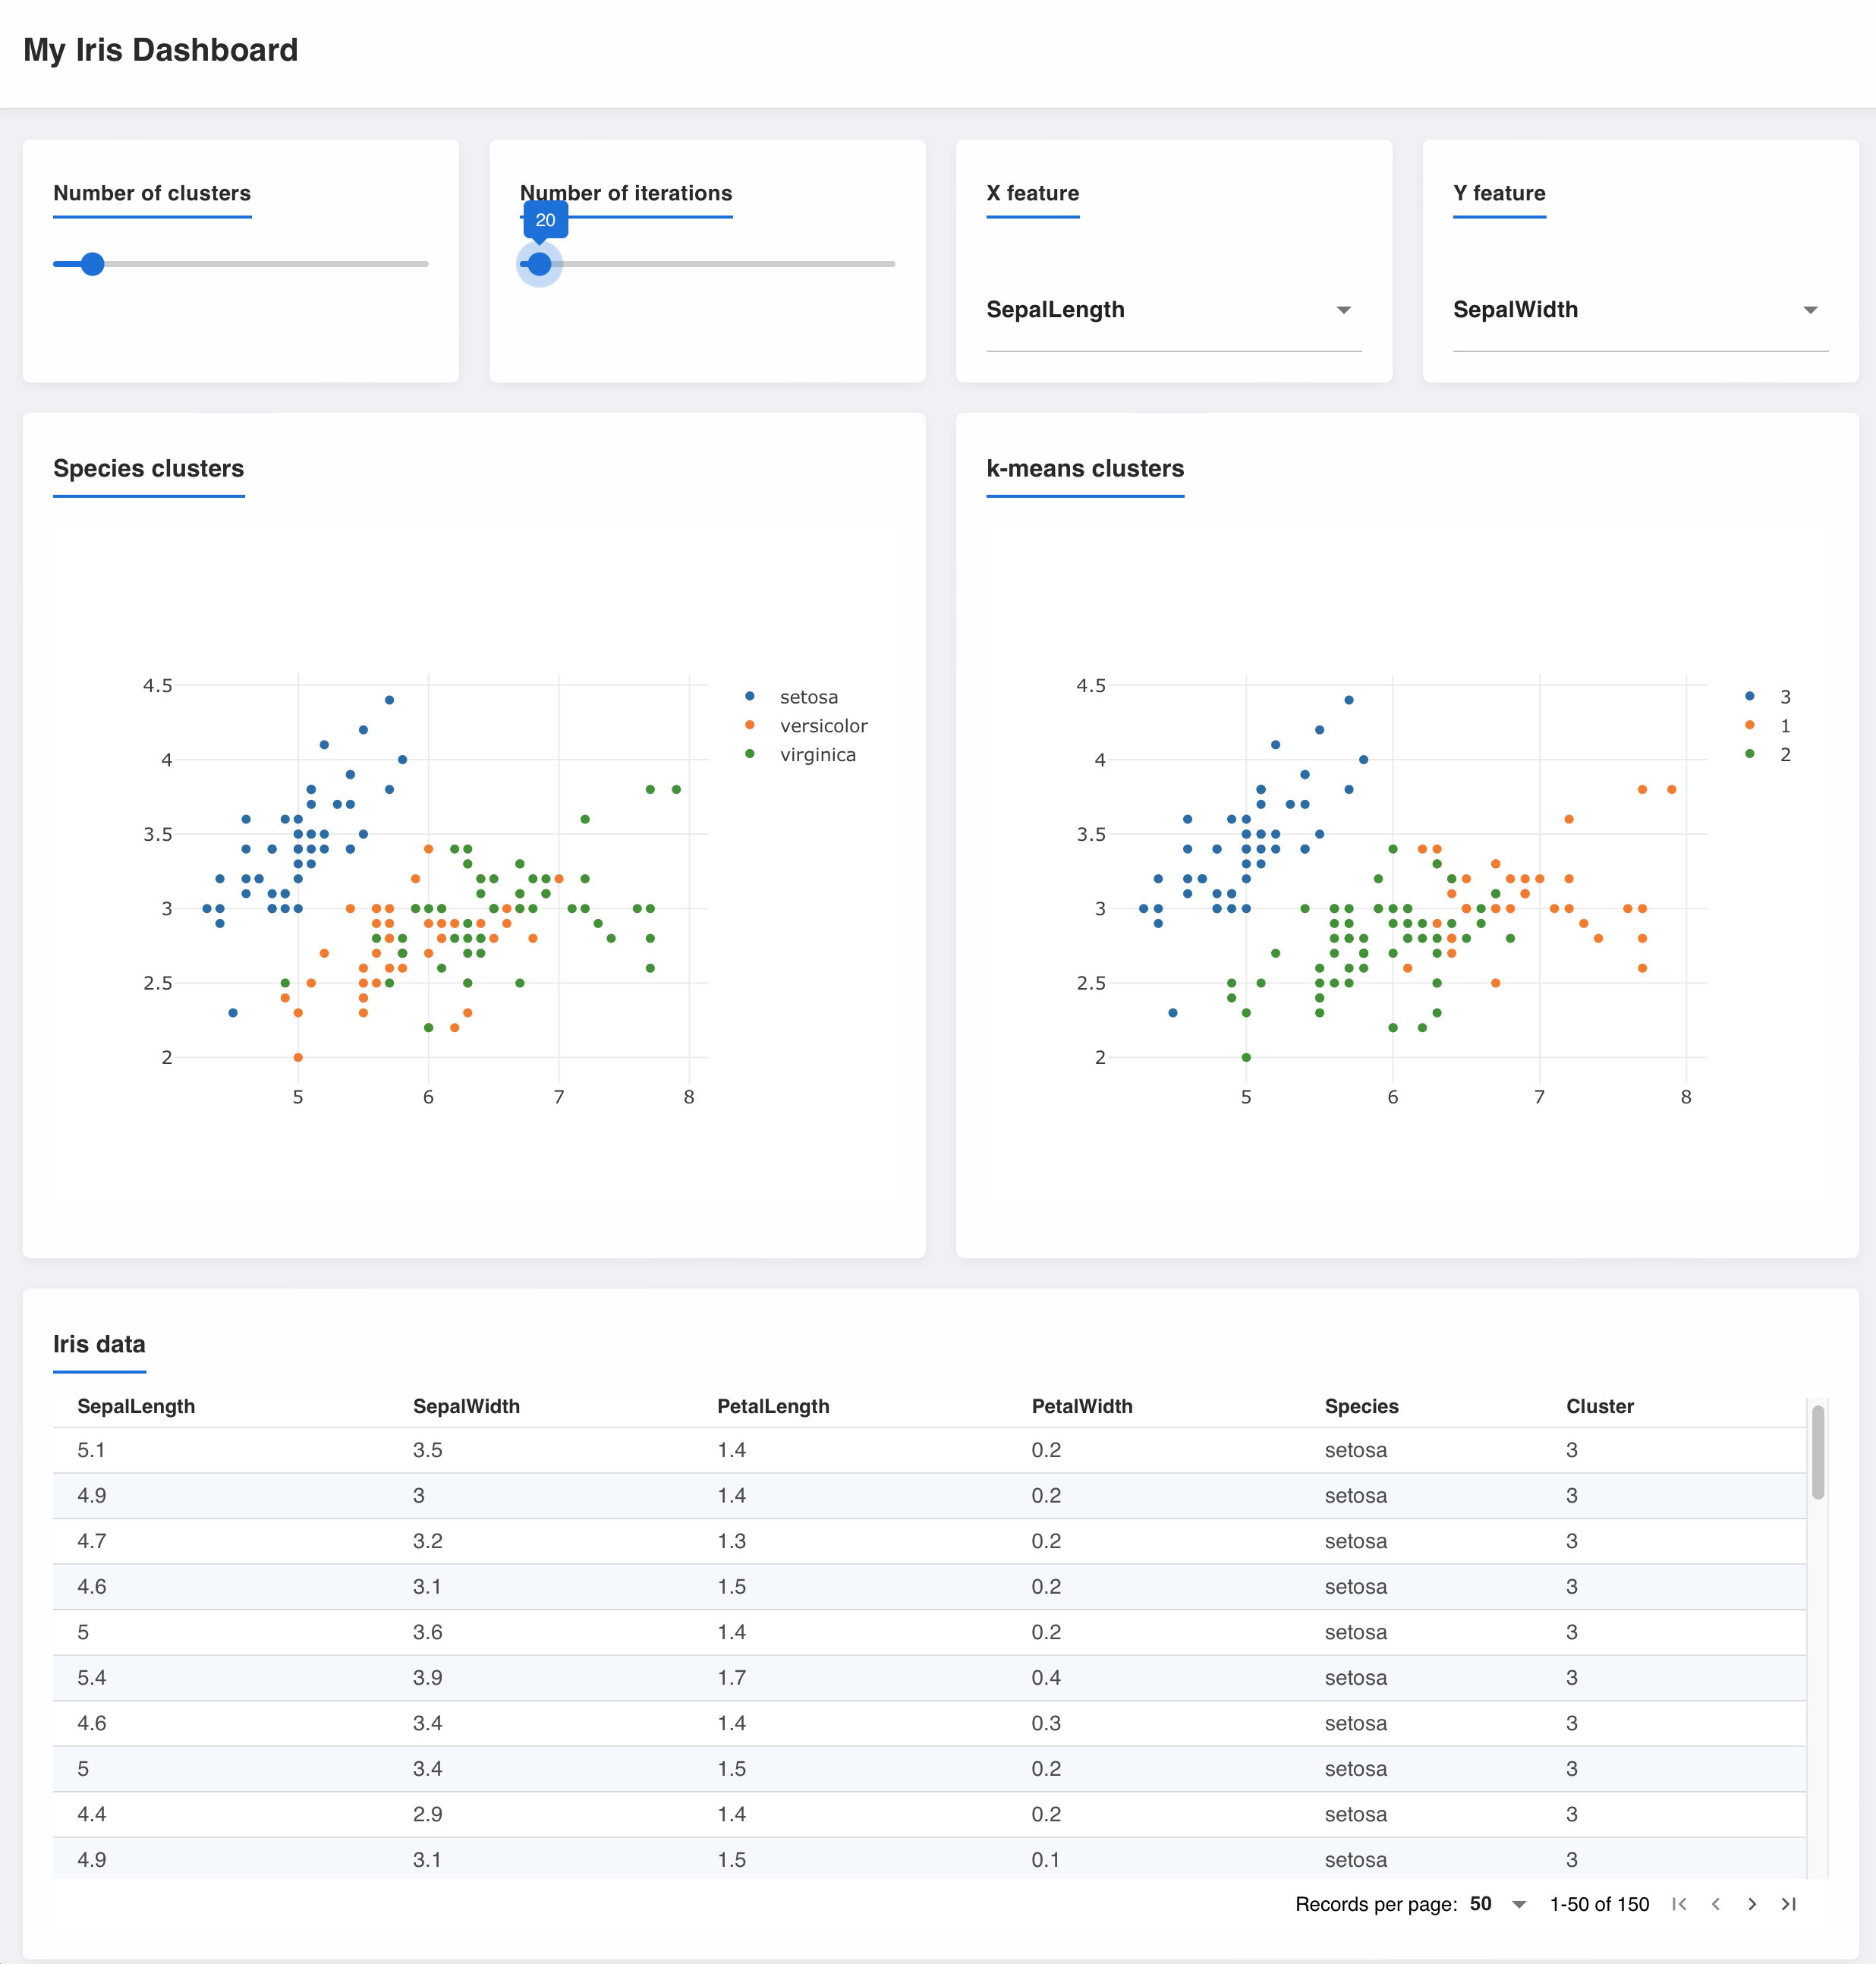 My Iris Dashboard
Number of clusters
Number of iterations
X feature
Y feature
20
SepalLength
SepalWidth
Species clusters
k-means clusters
4.5
4
3.5
3
2.5
2
5 6 7 8
setosa
versicolor
virginica
4.5
4
3.5
3
2.5
2
5 6 7 8
3
1
2
Iris data
SepalLength SepalWidth PetalLength PetalWidth Species Cluster
5.1 3.5 1.4 0.2 setosa 3
4.9 3 1.4 0.2 setosa 3
4.7 3.2 1.3 0.2 setosa 3
4.6 3.1 1.5 0.2 setosa 3
5 3.6 1.4 0.2 setosa 3
5.4 3.9 1.7 0.4 setosa 3
4.6 3.4 1.4 0.3 setosa 3
5 3.4 1.5 0.2 setosa 3
4.4 2.9 1.4 0.2 setosa 3
4.9 3.1 1.5 0.1 setosa 3
Records per page: 50 1-50 of 150